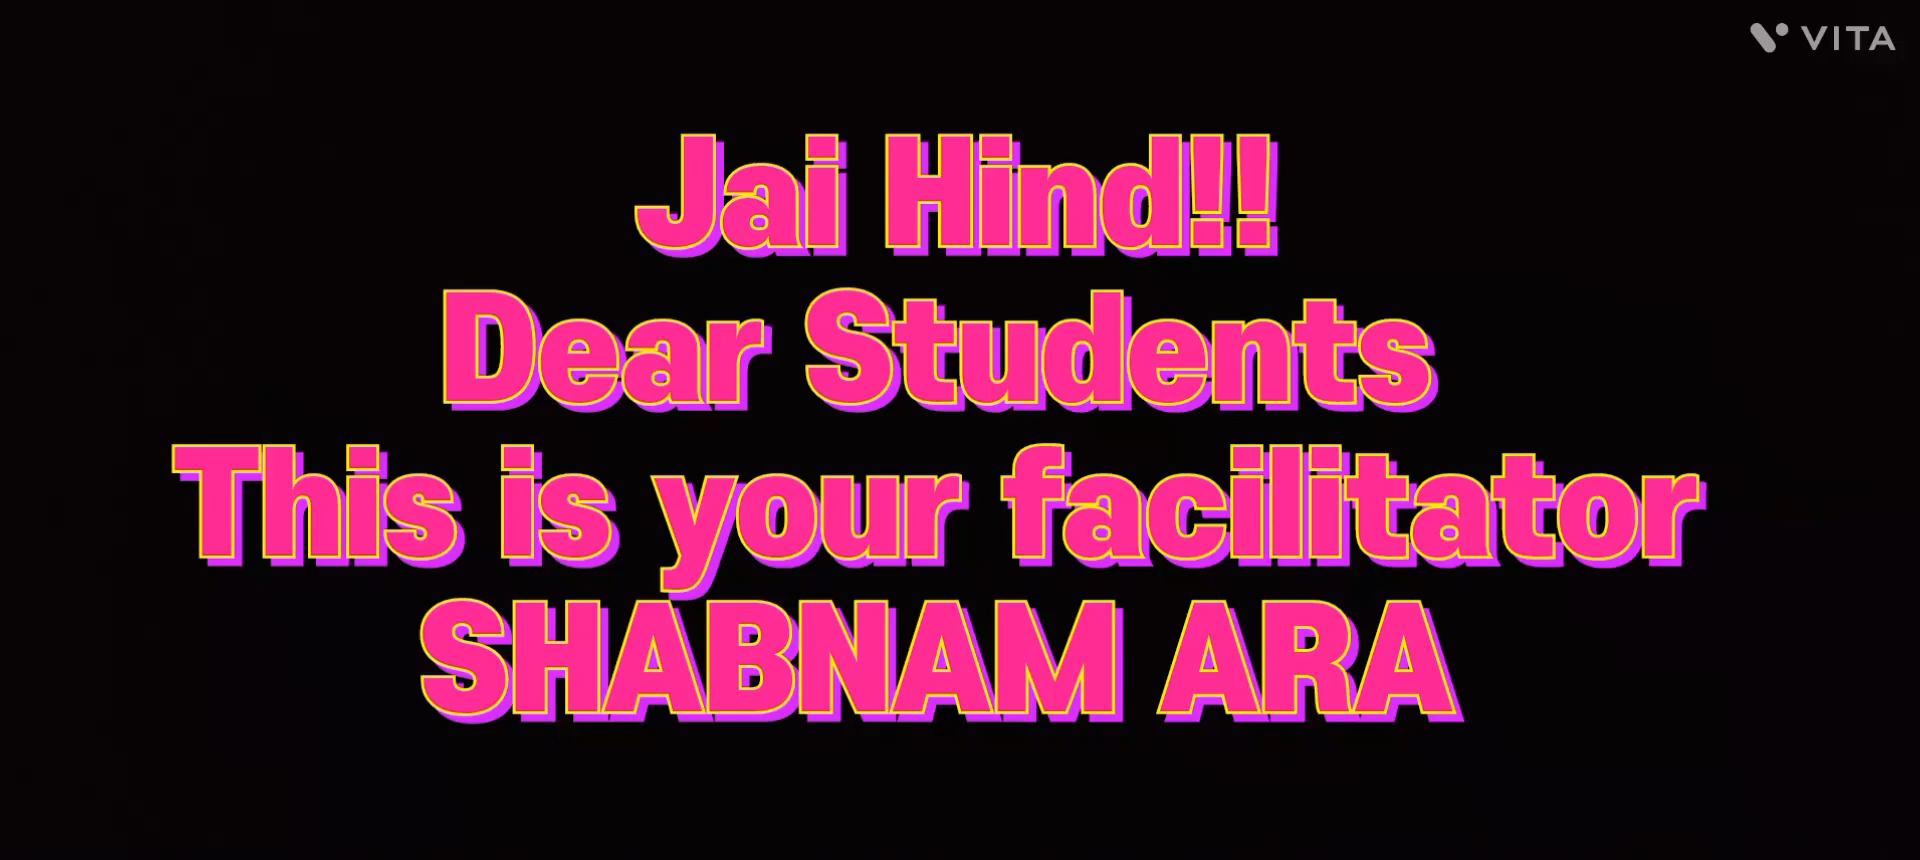 VITA
Jai Hind!!
Dear Students
This is your facilitator
SHABNAM ARA